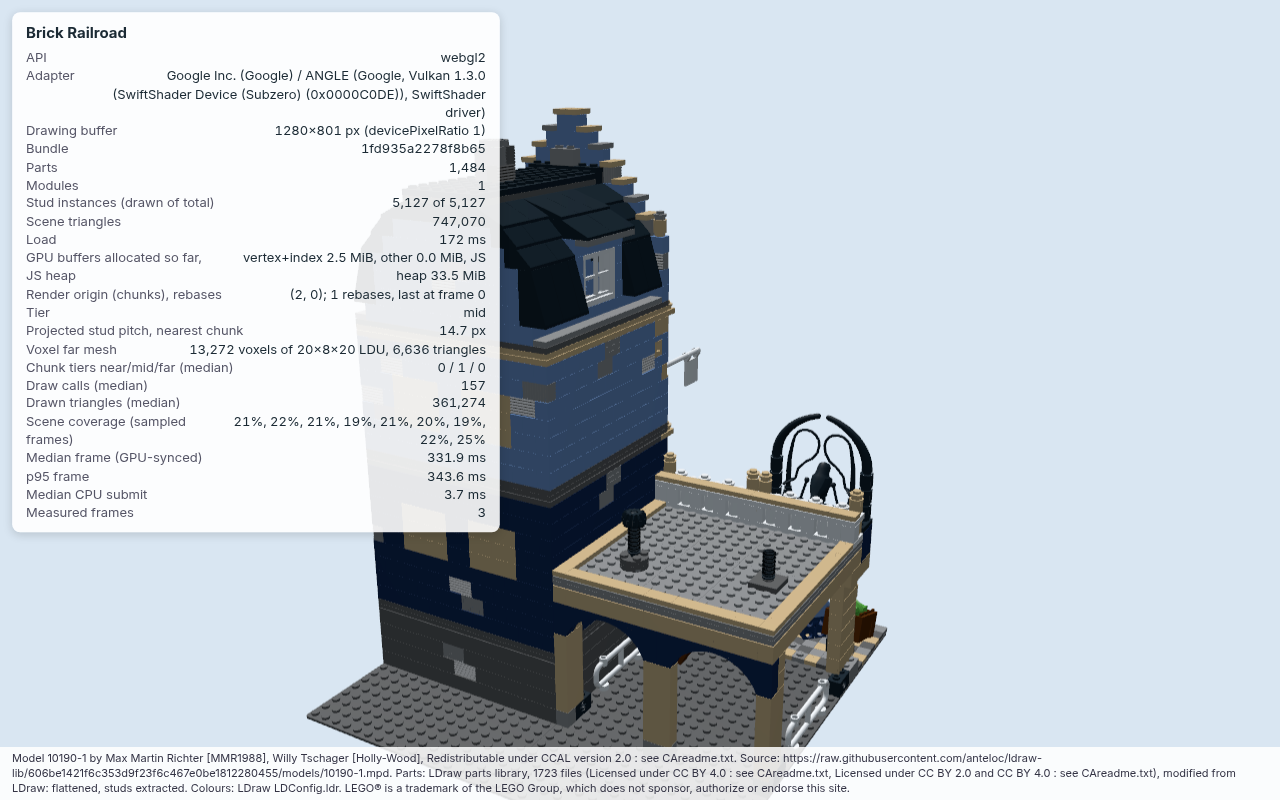 Brick Railroad
API webgl2
Adapter Google Inc. (Google) / ANGLE (Google, Vulkan 1.3.0
(SwiftShader Device (Subzero) (0x0000C0DE)), SwiftShader
driver)
Drawing buffer 1280×801 px (devicePixelRatio 1)
Bundle 1fd935a2278f8b65
Parts 1,484
Modules 1
Stud instances (drawn of total) 5,127 of 5,127
Scene triangles 747,070
Load 172 ms
GPU buffers allocated so far, vertex+index 2.5 MiB, other 0.0 MiB, JS
JS heap heap 33.5 MiB
Render origin (chunks), rebases (2, 0); 1 rebases, last at frame 0
Tier mid
Projected stud pitch, nearest chunk 14.7 px
Voxel far mesh 13,272 voxels of 20×8×20 LDU, 6,636 triangles
Chunk tiers near/mid/far (median) 0 / 1 / 0
Draw calls (median) 157
Drawn triangles (median) 361,274
Scene coverage (sampled 21%, 22%, 21%, 19%, 21%, 20%, 19%,
frames) 22%, 25%
Median frame (GPU-synced) 331.9 ms
p95 frame 343.6 ms
Median CPU submit 3.7 ms
Measured frames 3
Model 10190-1 by Max Martin Richter [MMR1988], Willy Tschager [Holly-Wood], Redistributable under CCAL version 2.0 : see CAreadme.txt. Source: https://raw.githubusercontent.com/anteloc/ldraw-
lib/606be1421f6c353d9f23f6c467e0be1812280455/models/10190-1.mpd. Parts: LDraw parts library, 1723 files (Licensed under CC BY 4.0 : see CAreadme.txt, Licensed under CC BY 2.0 and CC BY 4.0 : see CAreadme.txt), modified from
LDraw: flattened, studs extracted. Colours: LDraw LDConfig.ldr. LEGO® is a trademark of the LEGO Group, which does not sponsor, authorize or endorse this site.